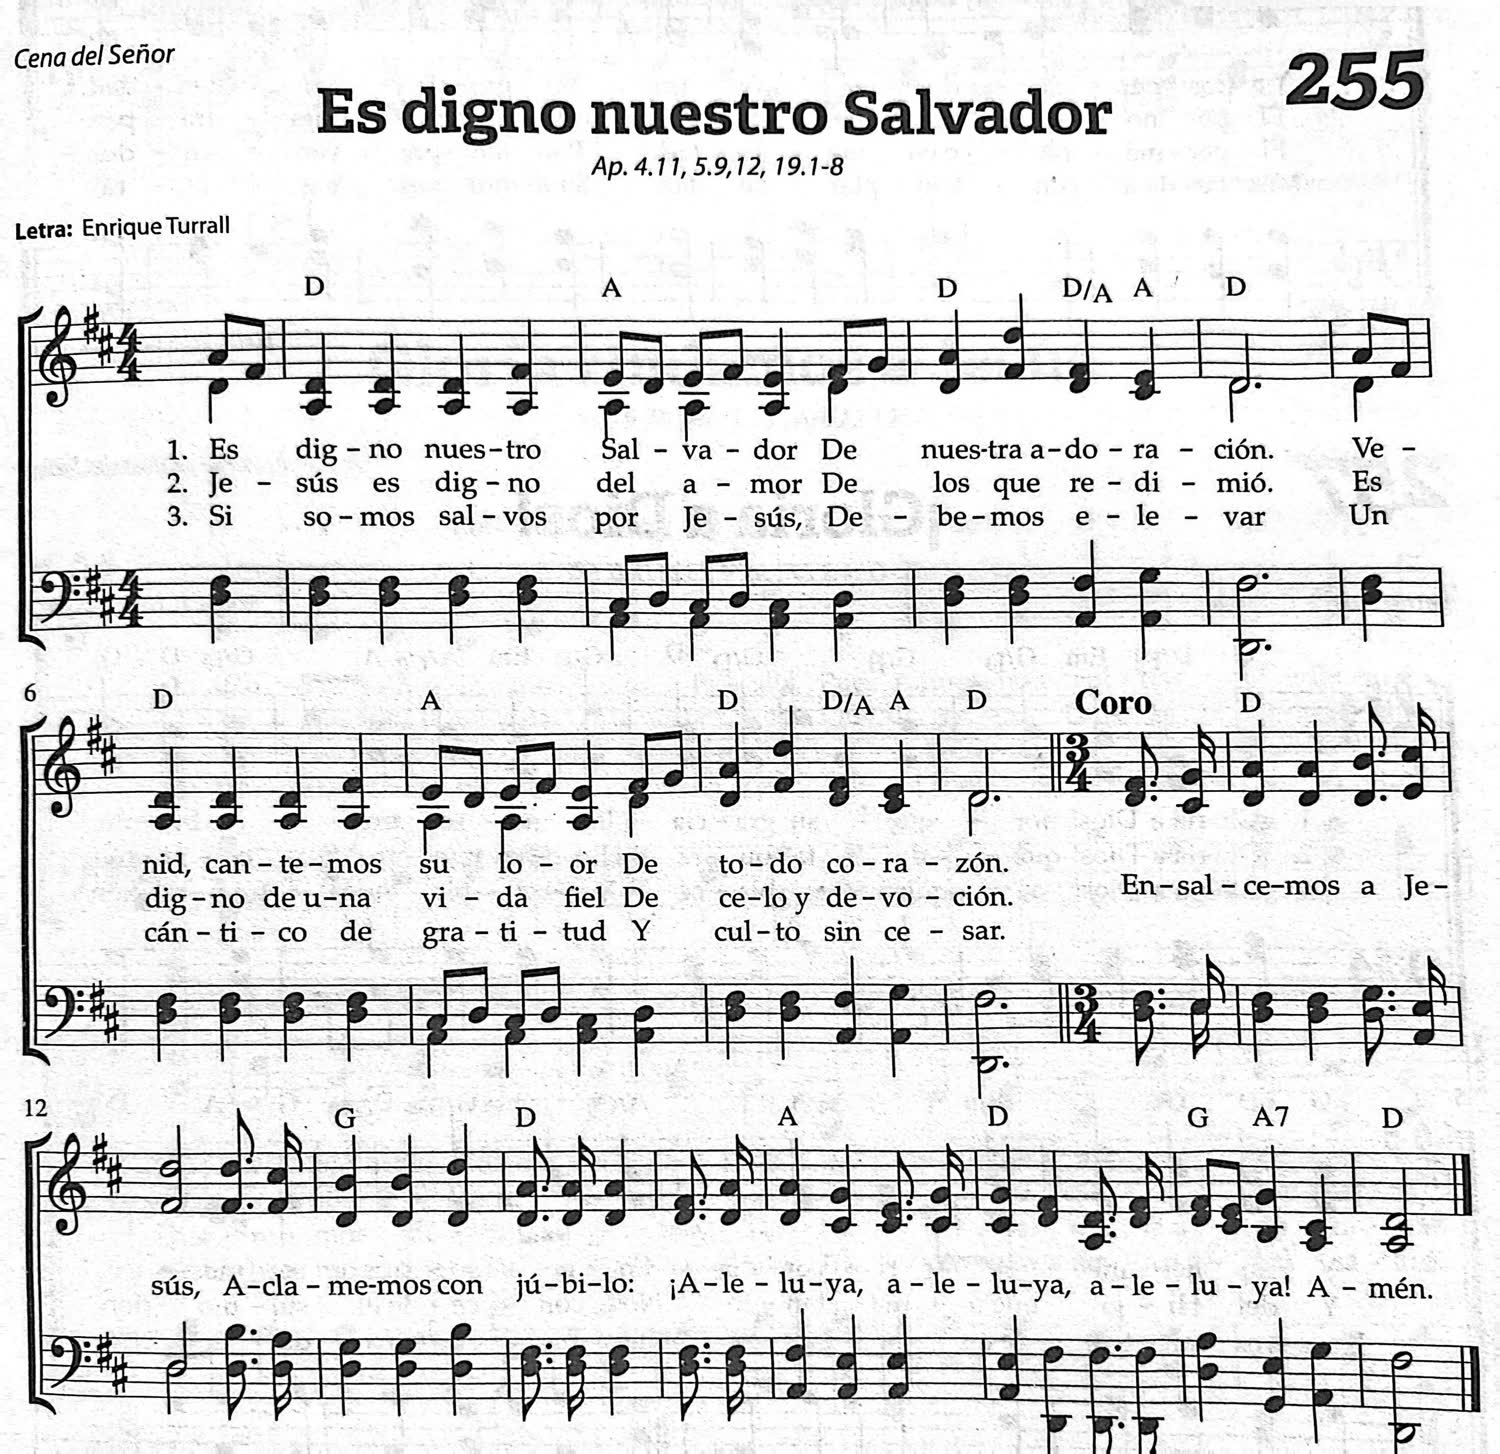 Cena del Señor
255
Es digno nuestro Salvador
Ap. 4.11, 5.9,12, 19.1-8
Letra: Enrique Turrall
D A D D/A A D
1. Es dig – no nues – tro Sal – va – dor De nues-tra a – do – ra – ción. Ve –
2. Je – sús es dig – no del a – mor De los que re – di – mió. Es
3. Si so – mos sal – vos por Je – sús, De – be – mos e – le – var Un
6
D A D D/A A D Coro D
nid, can – te – mos su lo – or De to – do co – ra – zón.
En – sal – ce – mos a Je –
dig – no de u – na vi – da fiel De ce – lo y de – vo – ción.
cán – ti – co de gra – ti – tud Y cul – to sin ce – sar.
12
G D A D G A7 D
sús, A – cla – me – mos con jú – bi – lo: ¡A – le – lu – ya, a – le – lu – ya, a – le – lu – ya! A – mén.